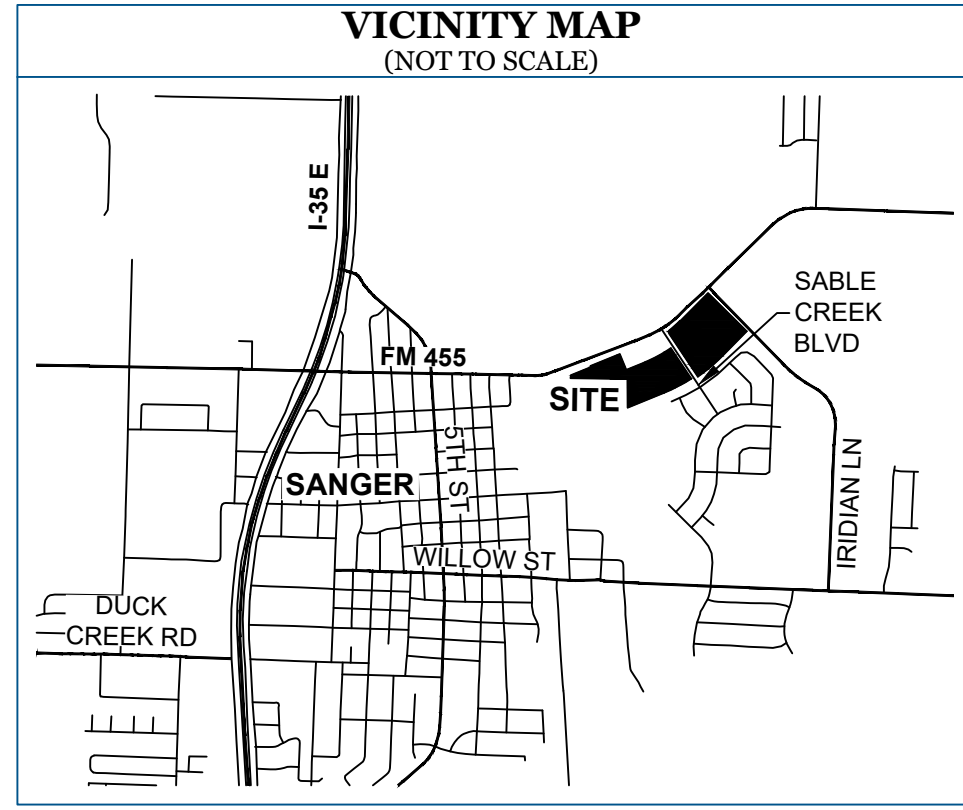 VICINITY MAP
(NOT TO SCALE)
I-35 E
SABLE
CREEK
BLVD
FM 455
SITE
5TH ST
SANGER
IRIDIAN LN
WILLOW ST
DUCK
CREEK RD